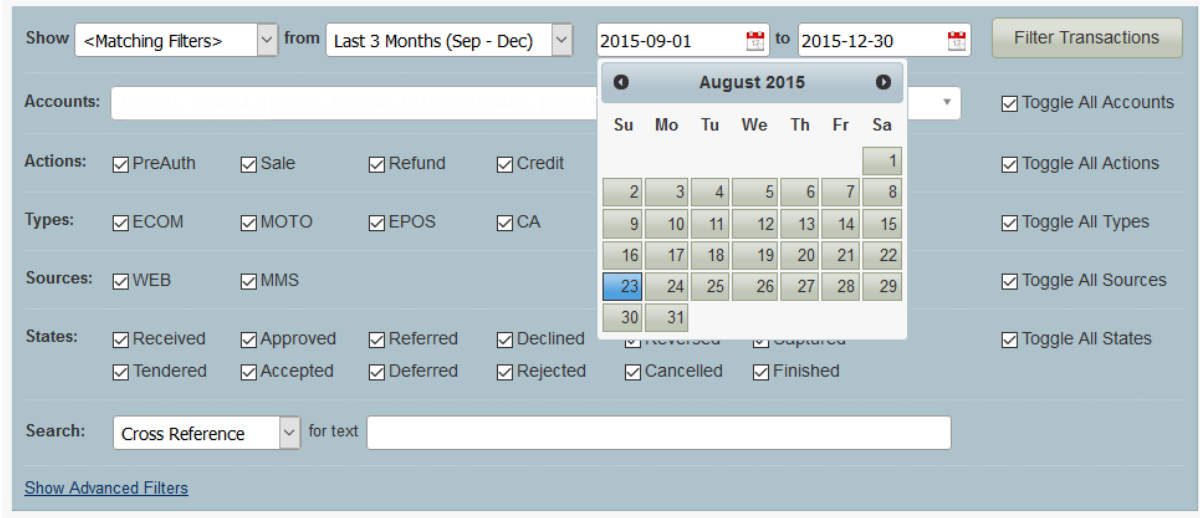 Show <Matching Filters> from Last 3 Months (Sep - Dec) 2015-09-01 to 2015-12-30 Filter Transactions
August 2015
Su Mo Tu We Th Fr Sa
1
2 3 4 5 6 7 8
9 10 11 12 13 14 15
16 17 18 19 20 21 22
23 24 25 26 27 28 29
30 31
Accounts: Toggle All Accounts
Actions: PreAuth Sale Refund Credit Toggle All Actions
Types: ECOM MOTO EPOS CA Toggle All Types
Sources: WEB MMS Toggle All Sources
States: Received Approved Referred Declined Reversed Captured Toggle All States
Tendered Accepted Deferred Rejected Cancelled Finished
Search: Cross Reference for text
Show Advanced Filters